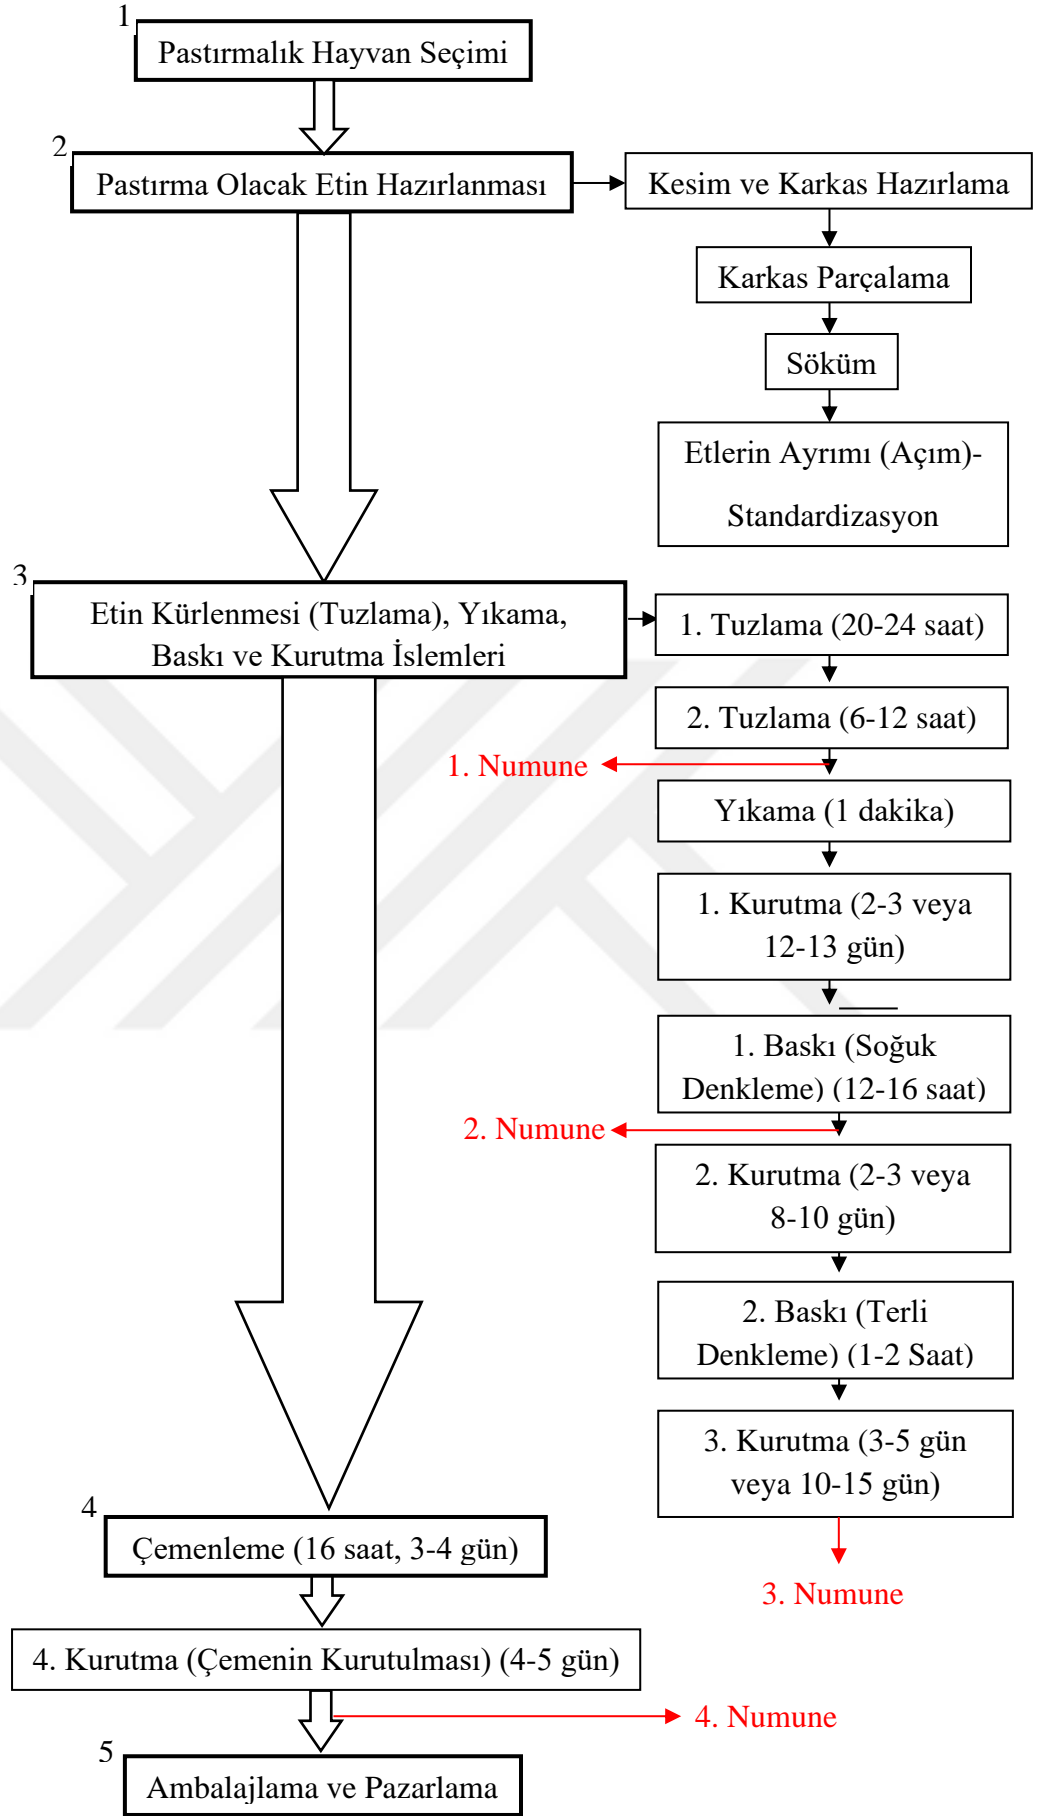 1
Pastırmalık Hayvan Seçimi
2
Pastırma Olacak Etin Hazırlanması
Kesim ve Karkas Hazırlama
Karkas Parçalama
Söküm
Etlerin Ayrımı (Açım)-
Standardizasyon
3
Etin Kürlenmesi (Tuzlama), Yıkama,
Baskı ve Kurutma İşlemleri
1. Tuzlama (20-24 saat)
2. Tuzlama (6-12 saat)
1. Numune
Yıkama (1 dakika)
1. Kurutma (2-3 veya
12-13 gün)
1. Baskı (Soğuk
Denkleme) (12-16 saat)
2. Numune
2. Kurutma (2-3 veya
8-10 gün)
2. Baskı (Terli
Denkleme) (1-2 Saat)
3. Kurutma (3-5 gün
veya 10-15 gün)
3. Numune
4
Çemenleme (16 saat, 3-4 gün)
4. Kurutma (Çemenin Kurutulması) (4-5 gün)
4. Numune
5
Ambalajlama ve Pazarlama